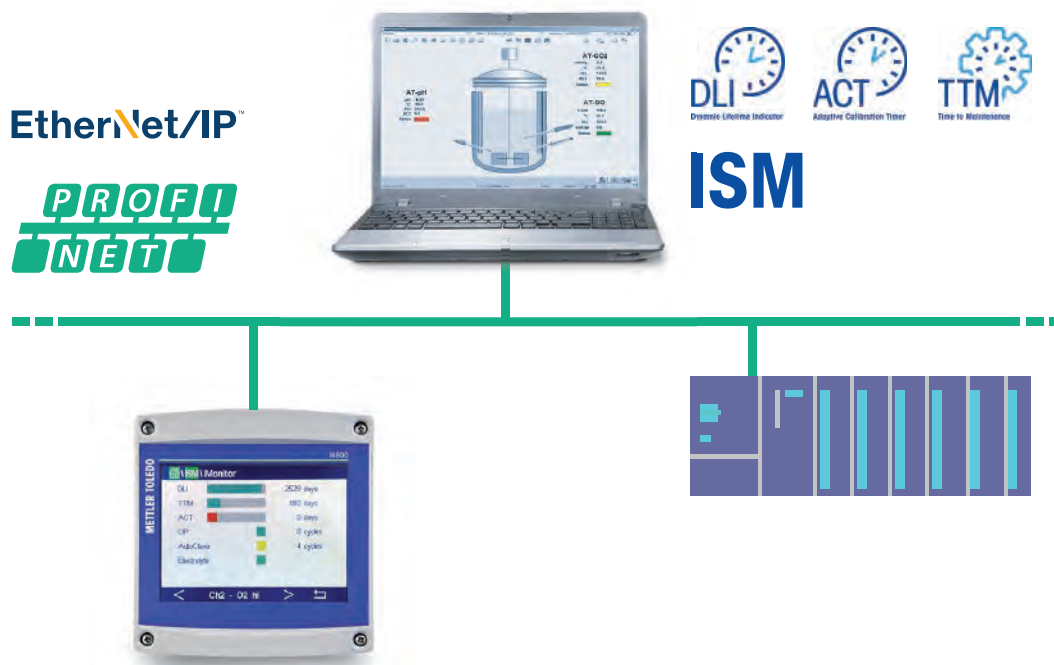 EtherNet/IP™
PROFI
NET
AT-pH
AT-CO2
AT-DO
DLI
Dynamic Lifetime Indicator
ACT
Adaptive Calibration Timer
TTM
Time to Maintenance
ISM
METTLER TOLEDO
M800
ISM \ Monitor
DLI
2629 days
TTM
180 days
ACT
0 days
CIP
0 cycles
AutoClave
4 cycles
Electrolyte
< Ch2 - O2 hi >